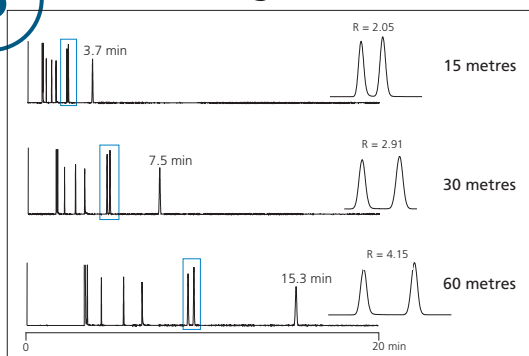 R = 2.05
3.7 min
15 metres
R = 2.91
7.5 min
30 metres
R = 4.15
15.3 min
60 metres
0
20 min